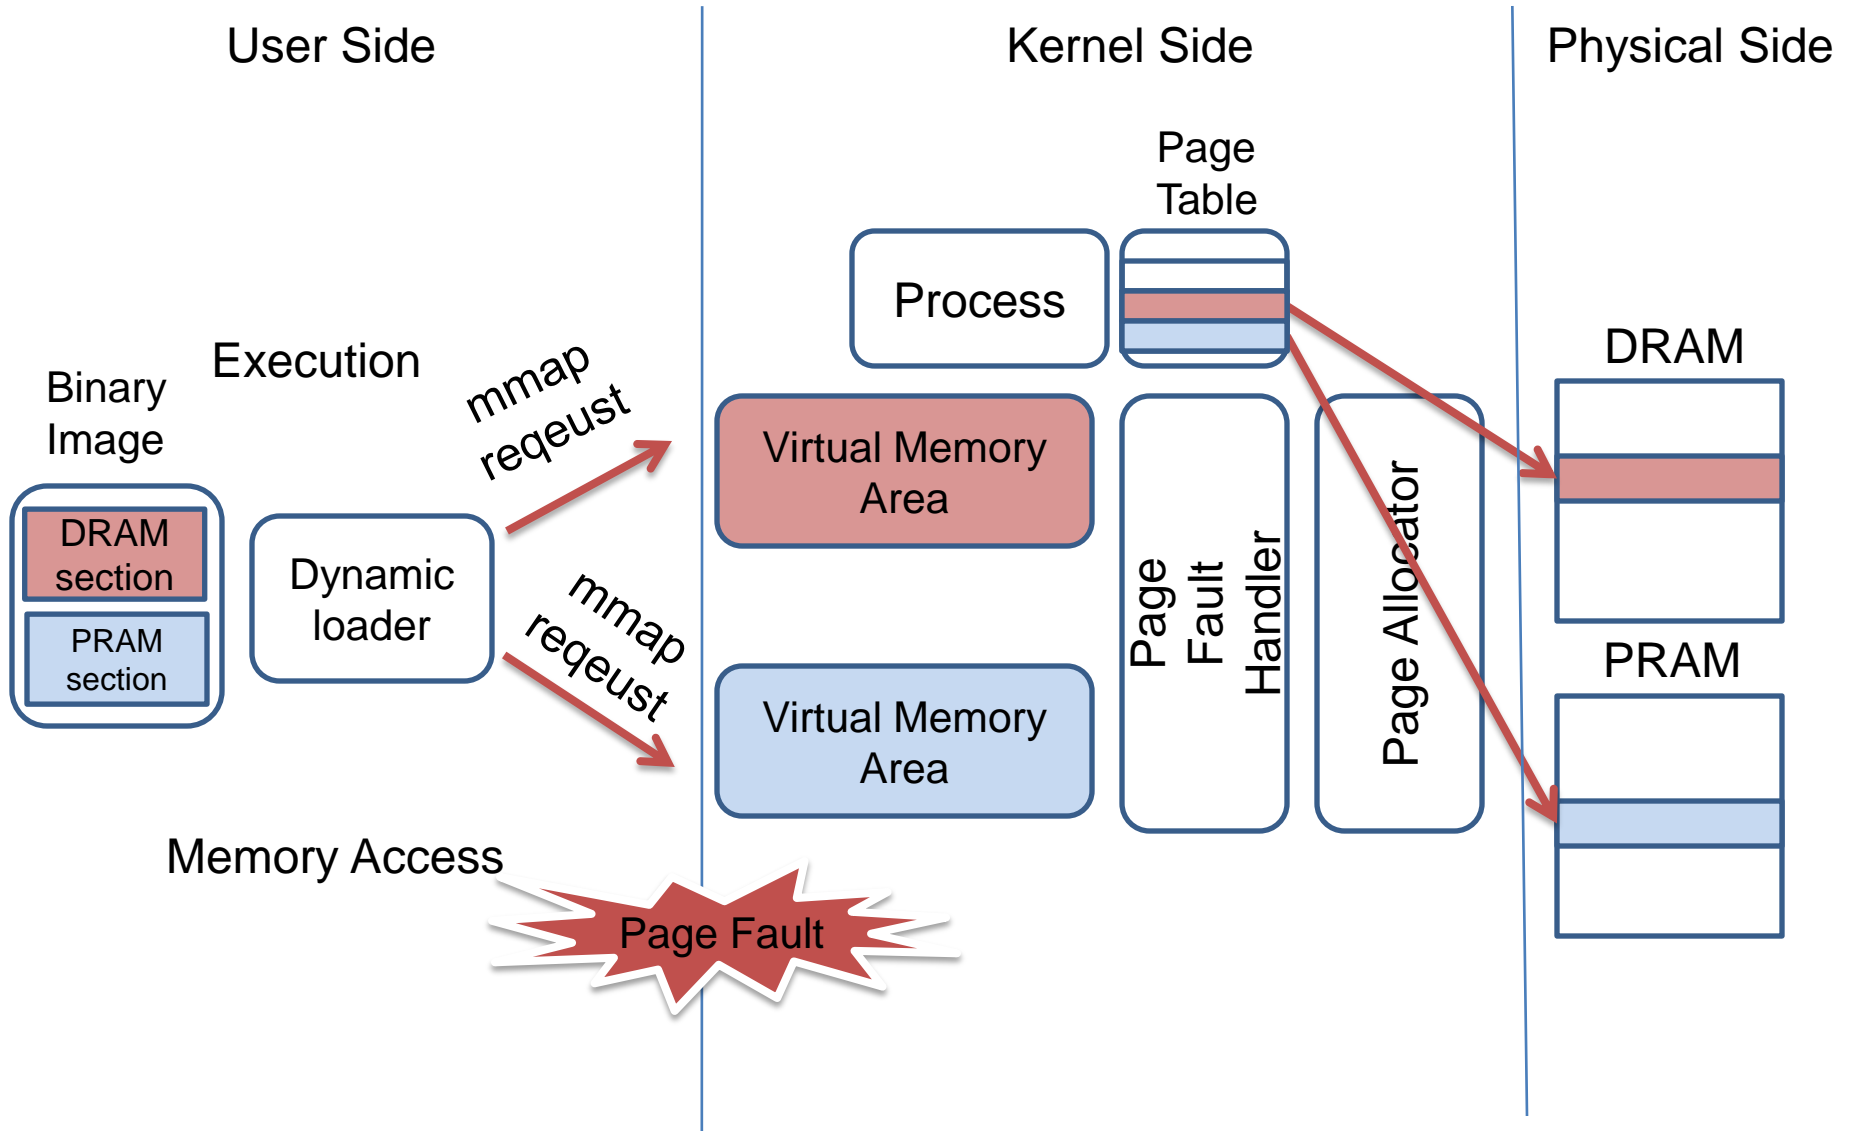 User Side
Kernel Side
Physical Side
Page
Table
Process
Execution
Binary
Image
mmap
reqeust
DRAM
DRAM
section
PRAM
section
Dynamic
loader
mmap
reqeust
Virtual Memory
Area
Virtual Memory
Area
Page
Fault
Handler
Page Allocator
PRAM
Memory Access
Page Fault